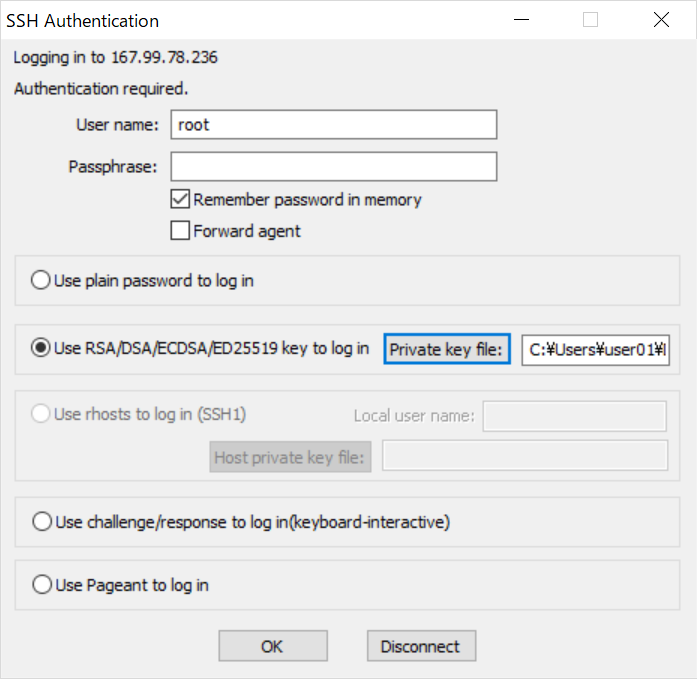 SSH Authentication
Logging in to 167.99.78.236
Authentication required.
User name: root
Passphrase:
Remember password in memory
Forward agent
Use plain password to log in
Use RSA/DSA/ECDSA/ED25519 key to log in Private key file: C:¥Users¥user01¥
Use rhosts to log in (SSH1) Local user name:
Host private key file:
Use challenge/response to log in(keyboard-interactive)
Use Pageant to log in
OK Disconnect